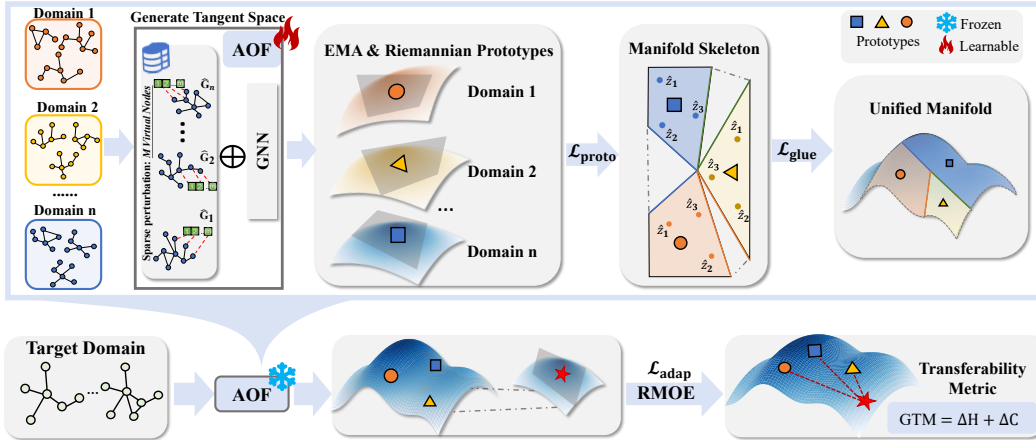 Domain 1
Domain 2
......
Domain n
Generate Tangent Space
AOF
Sparse perturbation: M Virtual Nodes
Ĝₙ
Ĝ₂
Ĝ₁
⊕
GNN
EMA & Riemannian Prototypes
Domain 1
Domain 2
...
Domain n
ℒproto
Manifold Skeleton
ẑ₁
ẑ₃
ẑ₂
ẑ₁
ẑ₃
ẑ₂
ẑ₃
ẑ₁
ẑ₂
ℒglue
Prototypes
Frozen
Learnable
Unified Manifold
Target Domain
...
AOF
ℒadap
RMOE
Transferability
Metric
GTM = ΔH + ΔC